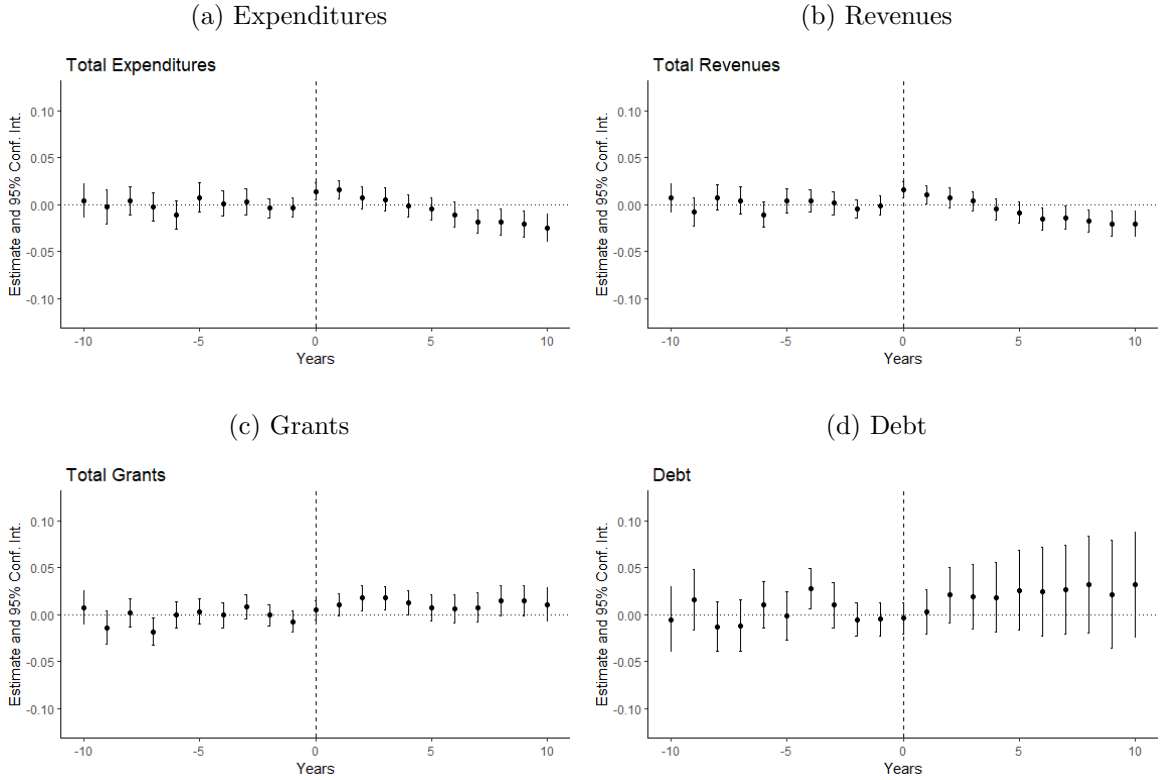 (a) Expenditures
Total Expenditures
Estimate and 95% Conf. Int.
0.10
0.05
0.00
-0.05
-0.10
-10
-5
0
5
10
Years
(b) Revenues
Total Revenues
Estimate and 95% Conf. Int.
0.10
0.05
0.00
-0.05
-0.10
-10
-5
0
5
10
Years
(c) Grants
Total Grants
Estimate and 95% Conf. Int.
0.10
0.05
0.00
-0.05
-0.10
-10
-5
0
5
10
Years
(d) Debt
Debt
Estimate and 95% Conf. Int.
0.10
0.05
0.00
-0.05
-0.10
-10
-5
0
5
10
Years